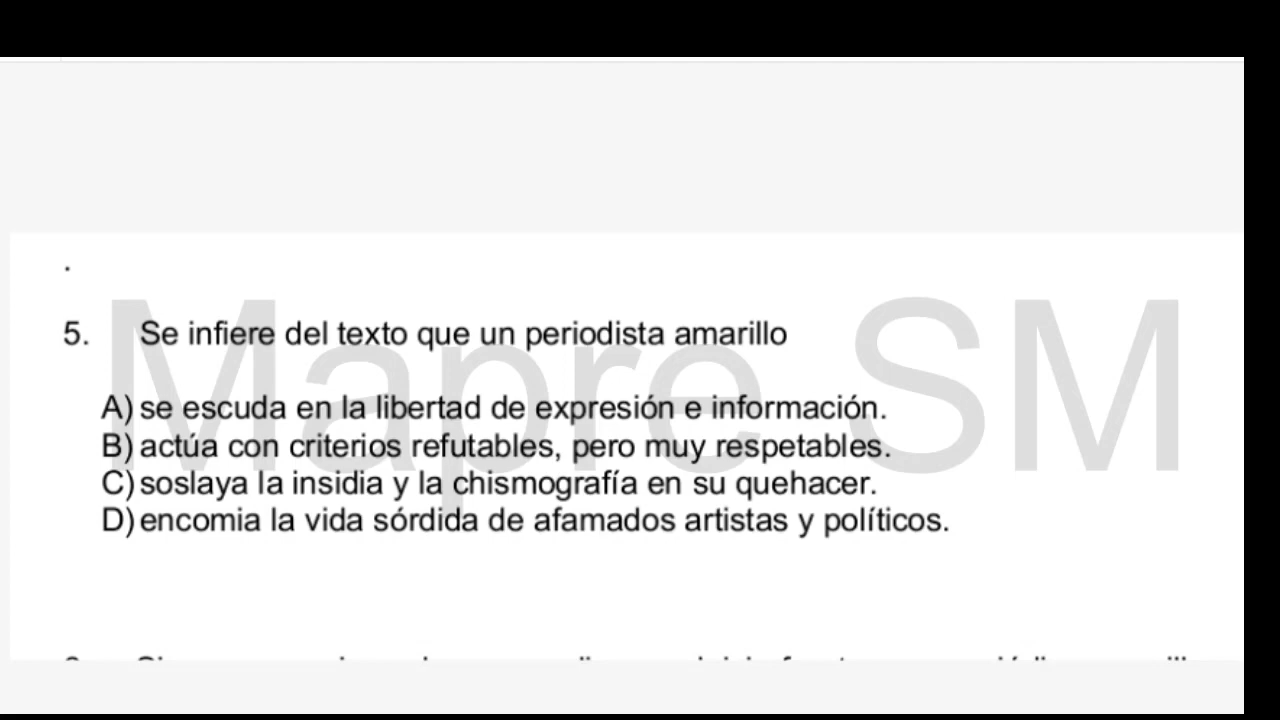 .
Mapre SM
5. Se infiere del texto que un periodista amarillo
A) se escuda en la libertad de expresión e información.
B) actúa con criterios refutables, pero muy respetables.
C) soslaya la insidia y la chismografía en su quehacer.
D) encomia la vida sórdida de afamados artistas y políticos.